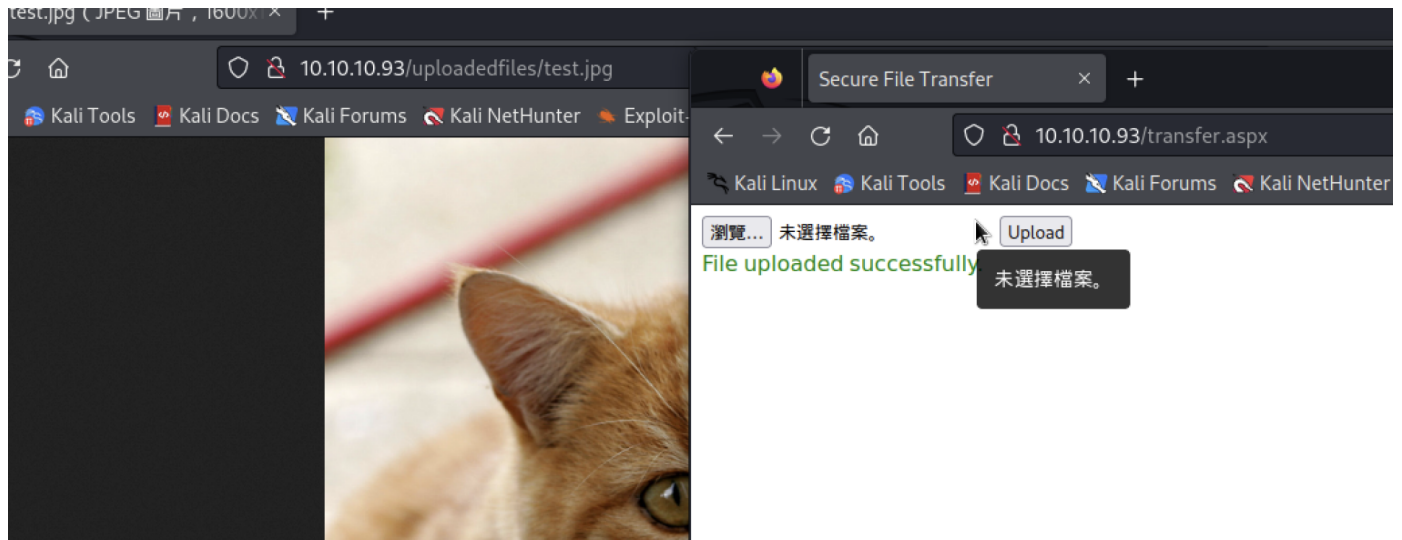 test.jpg ( JPEG 圖片，1600x1 × +
10.10.10.93/uploadedfiles/test.jpg
Kali Tools Kali Docs Kali Forums Kali NetHunter Exploit-
Secure File Transfer × +
10.10.10.93/transfer.aspx
Kali Linux Kali Tools Kali Docs Kali Forums Kali NetHunter
瀏覽... 未選擇檔案。 Upload
File uploaded successfully
未選擇檔案。